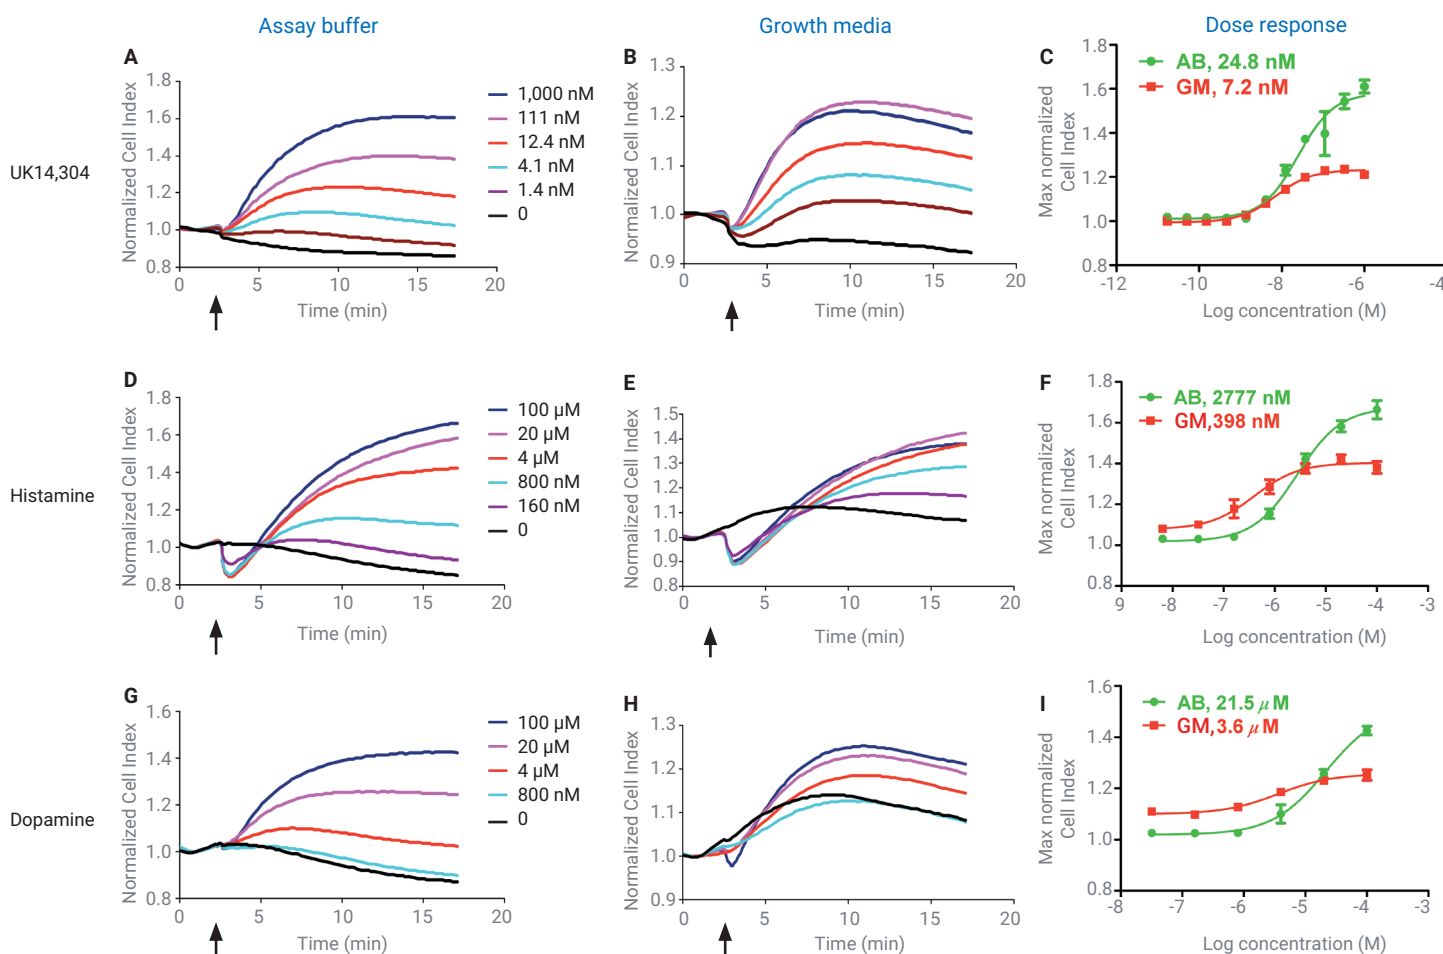 Assay buffer
Growth media
Dose response
UK14,304
A
Normalized Cell Index
1.8
1.6
1.4
1.2
1.0
0.8
0
5
10
15
20
Time (min)
1,000 nM
111 nM
12.4 nM
4.1 nM
1.4 nM
0
B
Normalized Cell Index
1.3
1.2
1.1
1.0
0.9
0
5
10
15
20
Time (min)
C
Max normalized
Cell Index
1.8
1.6
1.4
1.2
1.0
0.8
AB, 24.8 nM
GM, 7.2 nM
-12
-10
-8
-6
-4
Log concentration (M)
Histamine
D
Normalized Cell Index
1.8
1.6
1.4
1.2
1.0
0.8
0
5
10
15
20
Time (min)
100 µM
20 µM
4 µM
800 nM
160 nM
0
E
Normalized Cell Index
1.5
1.4
1.3
1.2
1.1
1.0
0.9
0.8
0
5
10
15
20
Time (min)
F
Max normalized
Cell Index
1.8
1.6
1.4
1.2
1.0
0.8
AB, 2777 nM
GM,398 nM
9
-8
-7
-6
-5
-4
-3
Log concentration (M)
Dopamine
G
Normalized Cell Index
1.6
1.4
1.2
1.0
0.8
0
5
10
15
20
Time (min)
100 µM
20 µM
4 µM
800 nM
0
H
Normalized Cell Index
1.3
1.2
1.1
1.0
0.9
0
5
10
15
20
Time (min)
I
Max normalized
Cell Index
1.6
1.4
1.2
1.0
0.8
AB, 21.5 µ M
GM,3.6 µ M
-8
-7
-6
-5
-4
-3
Log concentration (M)